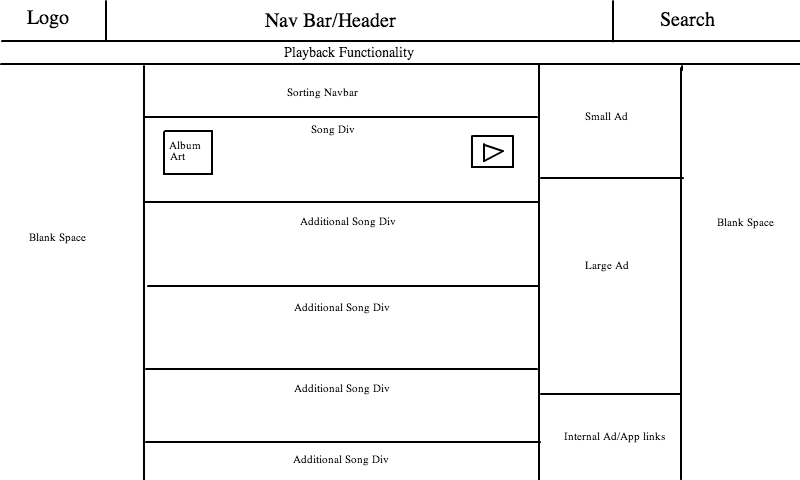 Logo
Nav Bar/Header
Search
Playback Functionality
Sorting Navbar
Small Ad
Song Div
Album
Art
Additional Song Div
Blank Space
Blank Space
Large Ad
Additional Song Div
Additional Song Div
Internal Ad/App links
Additional Song Div